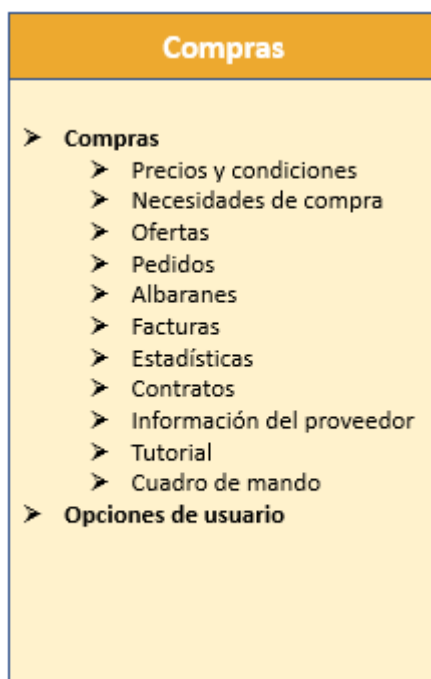 Compras
➤ Compras
➤ Precios y condiciones
➤ Necesidades de compra
➤ Ofertas
➤ Pedidos
➤ Albaranes
➤ Facturas
➤ Estadísticas
➤ Contratos
➤ Información del proveedor
➤ Tutorial
➤ Cuadro de mando
➤ Opciones de usuario